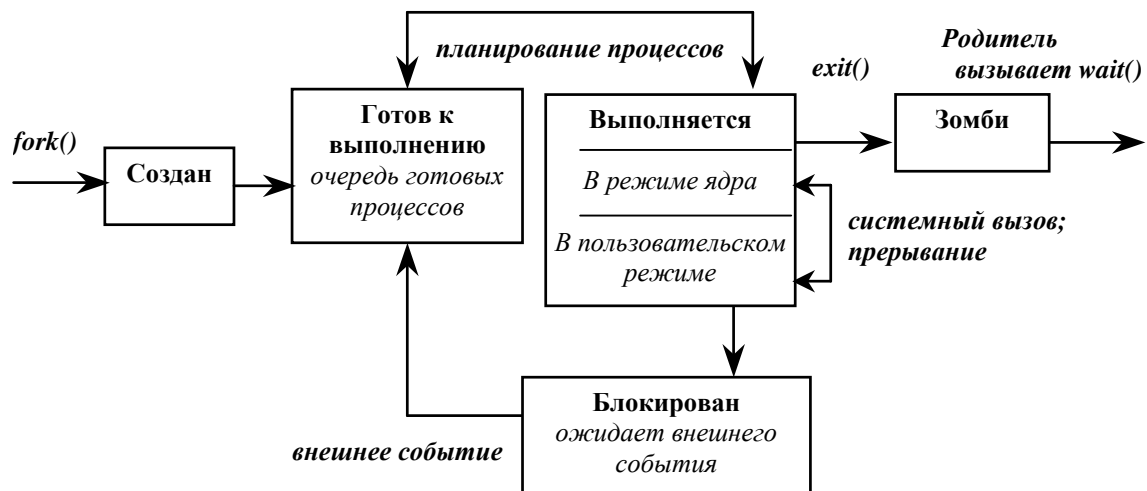 планирование процессов
Родитель
вызывает wait()
exit()
fork()
Создан
Готов к
выполнению
очередь готовых
процессов
Выполняется
В режиме ядра
В пользовательском
режиме
Зомби
системный вызов;
прерывание
Блокирован
ожидает внешнего
события
внешнее событие